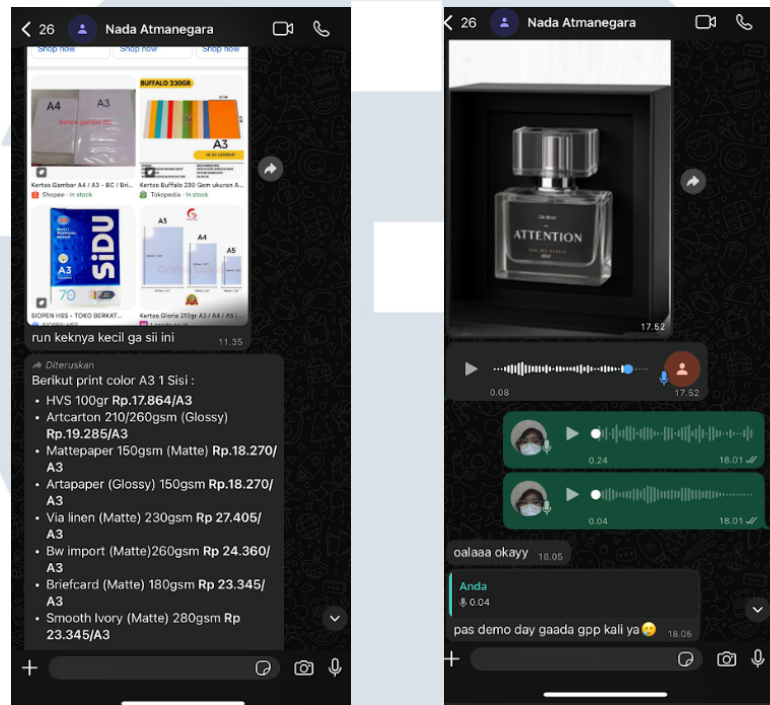 26 Nada Atmanegara
Shop now Shop now Shop now
A4 A3
BUFFALO 230GR
A3
Kertas Gambar A4 / A3 - BC / Bri...
Shopee · In stock
Kertas Buffalo 230 Gsm ukuran A...
Tokopedia · In stock
SiDU
A3
70
A3
A4
A5
SIOPEN HSS - TOKO BERKAT...
SIOPEN HSS
Kertas Gloria 210gr A3 / A4 / A5 I...
run keknya kecil ga sii ini 11.35
Diteruskan
Berikut print color A3 1 Sisi :
• HVS 100gr Rp.17.864/A3
• Artcarton 210/260gsm (Glossy)
Rp.19.285/A3
• Mattepaper 150gsm (Matte) Rp.18.270/
A3
• Artapaper (Glossy) 150gsm Rp.18.270/
A3
• Via linen (Matte) 230gsm Rp 27.405/
A3
• Bw import (Matte)260gsm Rp 24.360/
A3
• Briefcard (Matte) 180gsm Rp 23.345/
A3
• Smooth Ivory (Matte) 280gsm Rp
23.345/A3
26 Nada Atmanegara
ATTENTION
17.52
0.08 17.52
0.24 18.01
0.04 18.01
oalaaa okayy 18.05
Anda
0.04
pas demo day gaada gpp kali ya🥲 18.05